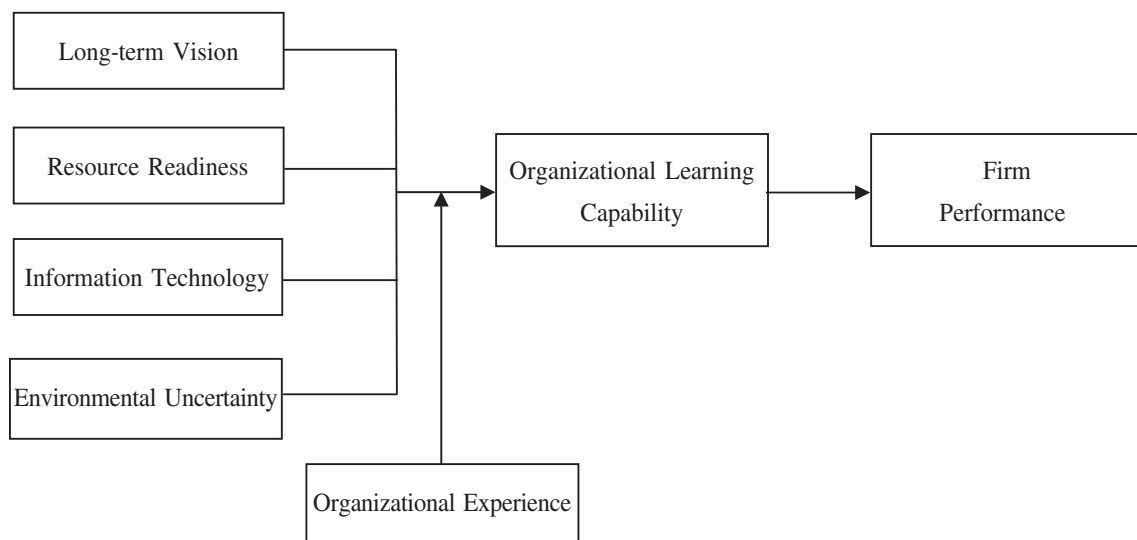 Long-term Vision
Resource Readiness
Information Technology
Environmental Uncertainty
Organizational Experience
Organizational Learning
Capability
Firm
Performance